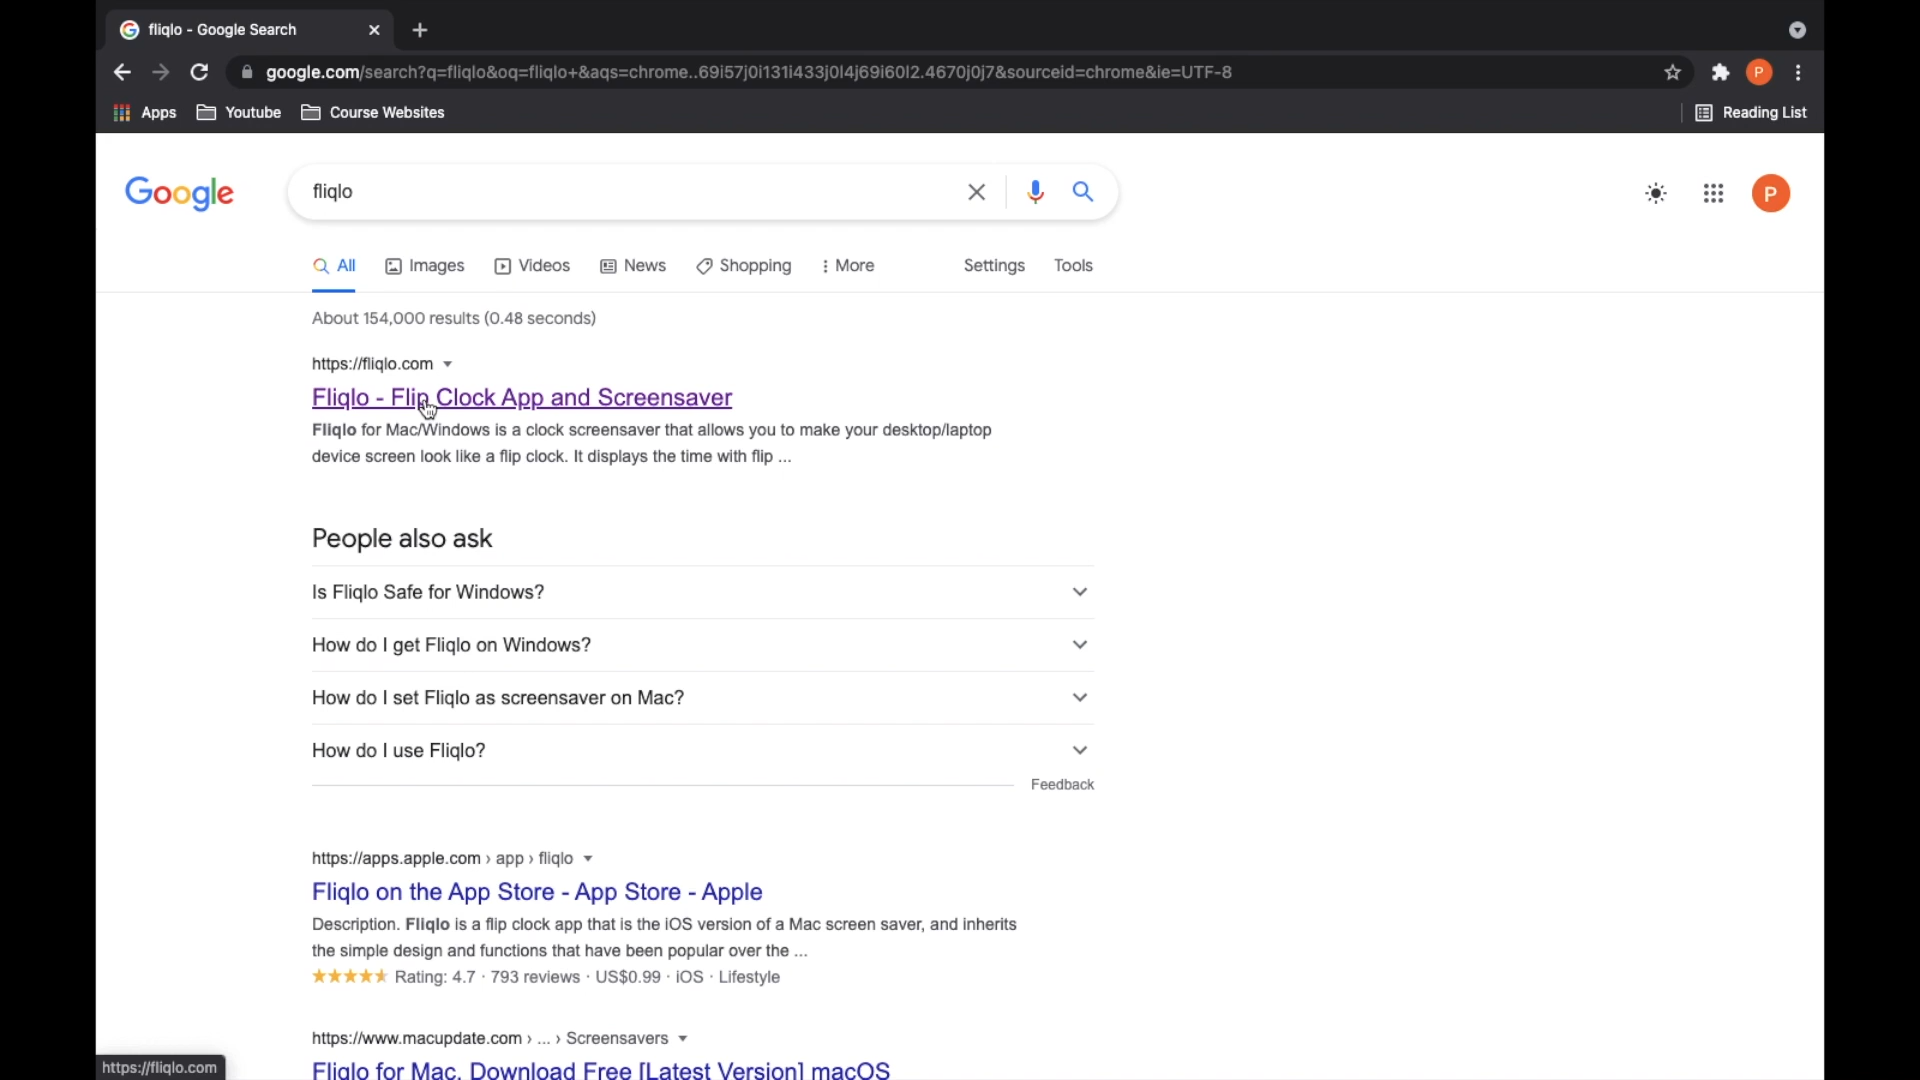 fliqlo - Google Search
google.com/search?q=fliqlo&oq=fliqlo+&aqs=chrome..69i57j0i131i433j0l4j69i60l2.4670j0j7&sourceid=chrome&ie=UTF-8
P
Apps Youtube Course Websites Reading List
Google fliqlo P
All Images Videos News Shopping More Settings Tools
About 154,000 results (0.48 seconds)
https://fliqlo.com
Fliqlo - Flip Clock App and Screensaver
Fliqlo for Mac/Windows is a clock screensaver that allows you to make your desktop/laptop
device screen look like a flip clock. It displays the time with flip ...
People also ask
Is Fliqlo Safe for Windows?
How do I get Fliqlo on Windows?
How do I set Fliqlo as screensaver on Mac?
How do I use Fliqlo?
Feedback
https://apps.apple.com › app › fliqlo
Fliqlo on the App Store - App Store - Apple
Description. Fliqlo is a flip clock app that is the iOS version of a Mac screen saver, and inherits
the simple design and functions that have been popular over the ...
Rating: 4.7 · 793 reviews · US$0.99 · iOS · Lifestyle
https://www.macupdate.com › ... › Screensavers
Fliqlo for Mac. Download Free [Latest Version] macOS
https://fliqlo.com